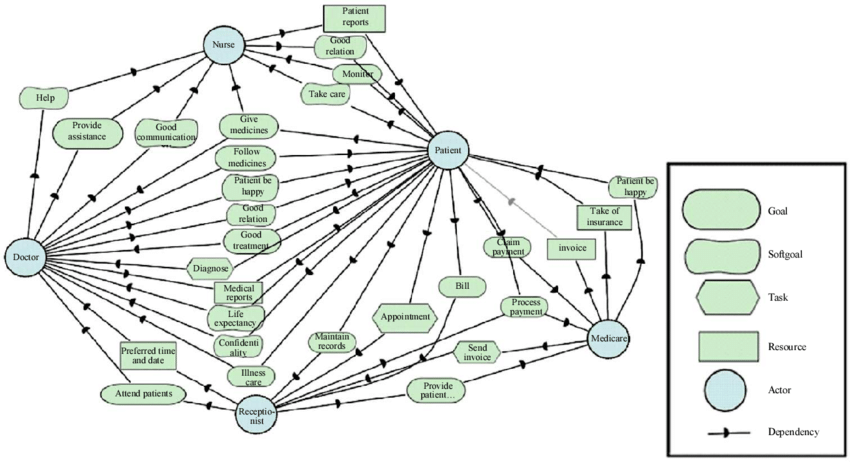 Patient
reports
Nurse
Good
relation
Monitor
Take care
Help
Provide
assistance
Good
communication
Give
medicines
Follow
medicines
Patient be
happy
Good
relation
Good
treatment
Diagnose
Medical
reports
Life
expectancy
Confidenti
ality
Illness
care
Doctor
Patient
Patient be
happy
Take of
insurance
invoice
Claim
payment
Bill
Process
payment
Appointment
Maintain
records
Send
invoice
Medicare
Preferred time
and date
Attend patients
Provide
patient...
Receptio-
nist
Goal
Softgoal
Task
Resource
Actor
Dependency